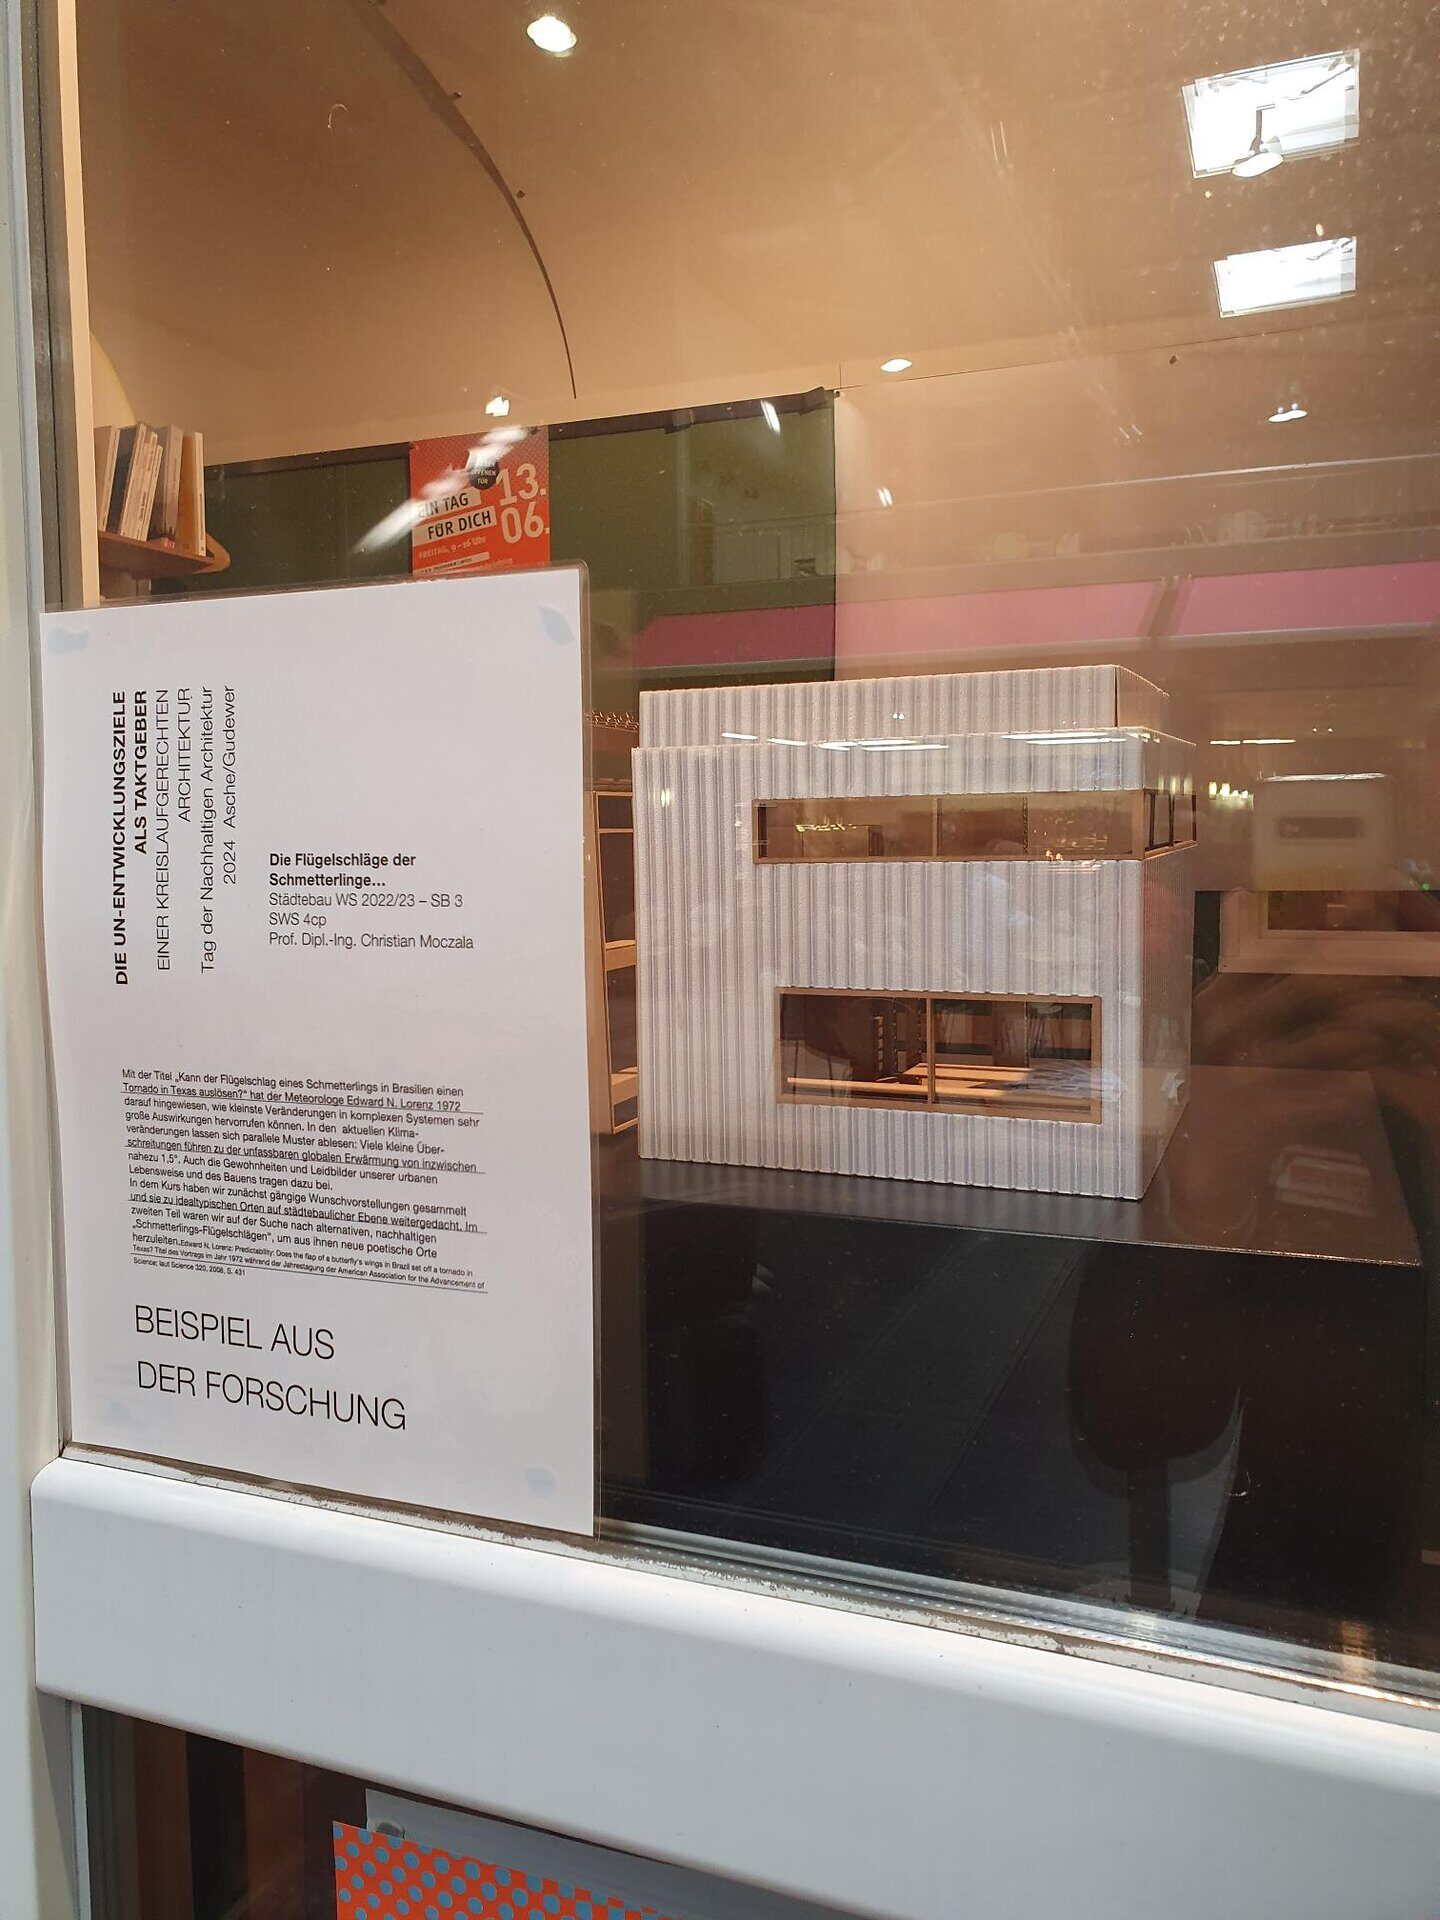 13.
06.
EIN TAG
FÜR DICH
FREITAG, 9–16 Uhr
DIE UN-ENTWICKLUNGSZIELE
ALS TAKTGEBER
EINER KREISLAUFGERECHTEN
ARCHITEKTUR
Tag der Nachhaltigen Architektur
2024 Asche/Gudewer
Die Flügelschläge der
Schmetterlinge...
Städtebau WS 2022/23 – SB 3
SWS 4cp
Prof. Dipl.-Ing. Christian Moczala
Mit der Titel „Kann der Flügelschlag eines Schmetterlings in Brasilien einen
Tornado in Texas auslösen?“ hat der Meteorologe Edward N. Lorenz 1972
darauf hingewiesen, wie kleinste Veränderungen in komplexen Systemen sehr
große Auswirkungen hervorrufen können. In den aktuellen Klima-
veränderungen lassen sich parallele Muster ablesen: Viele kleine Über-
schreitungen führen zu der unfassbaren globalen Erwärmung von inzwischen
nahezu 1,5°. Auch die Gewohnheiten und Leidbilder unserer urbanen
Lebensweise und des Bauens tragen dazu bei.
In dem Kurs haben wir zunächst gängige Wunschvorstellungen gesammelt
und sie zu idealtypischen Orten auf städtebaulicher Ebene weitergedacht. Im
zweiten Teil waren wir auf der Suche nach alternativen, nachhaltigen
„Schmetterlings-Flügelschlägen“, um aus ihnen neue poetische Orte
herzuleiten.Edward N. Lorenz: Predictability: Does the flap of a butterfly's wings in Brazil set off a tornado in
Texas? Titel des Vortrags im Jahr 1972 während der Jahrestagung der American Association for the Advancement of
Science; laut Science 320, 2008, S. 431
BEISPIEL AUS
DER FORSCHUNG